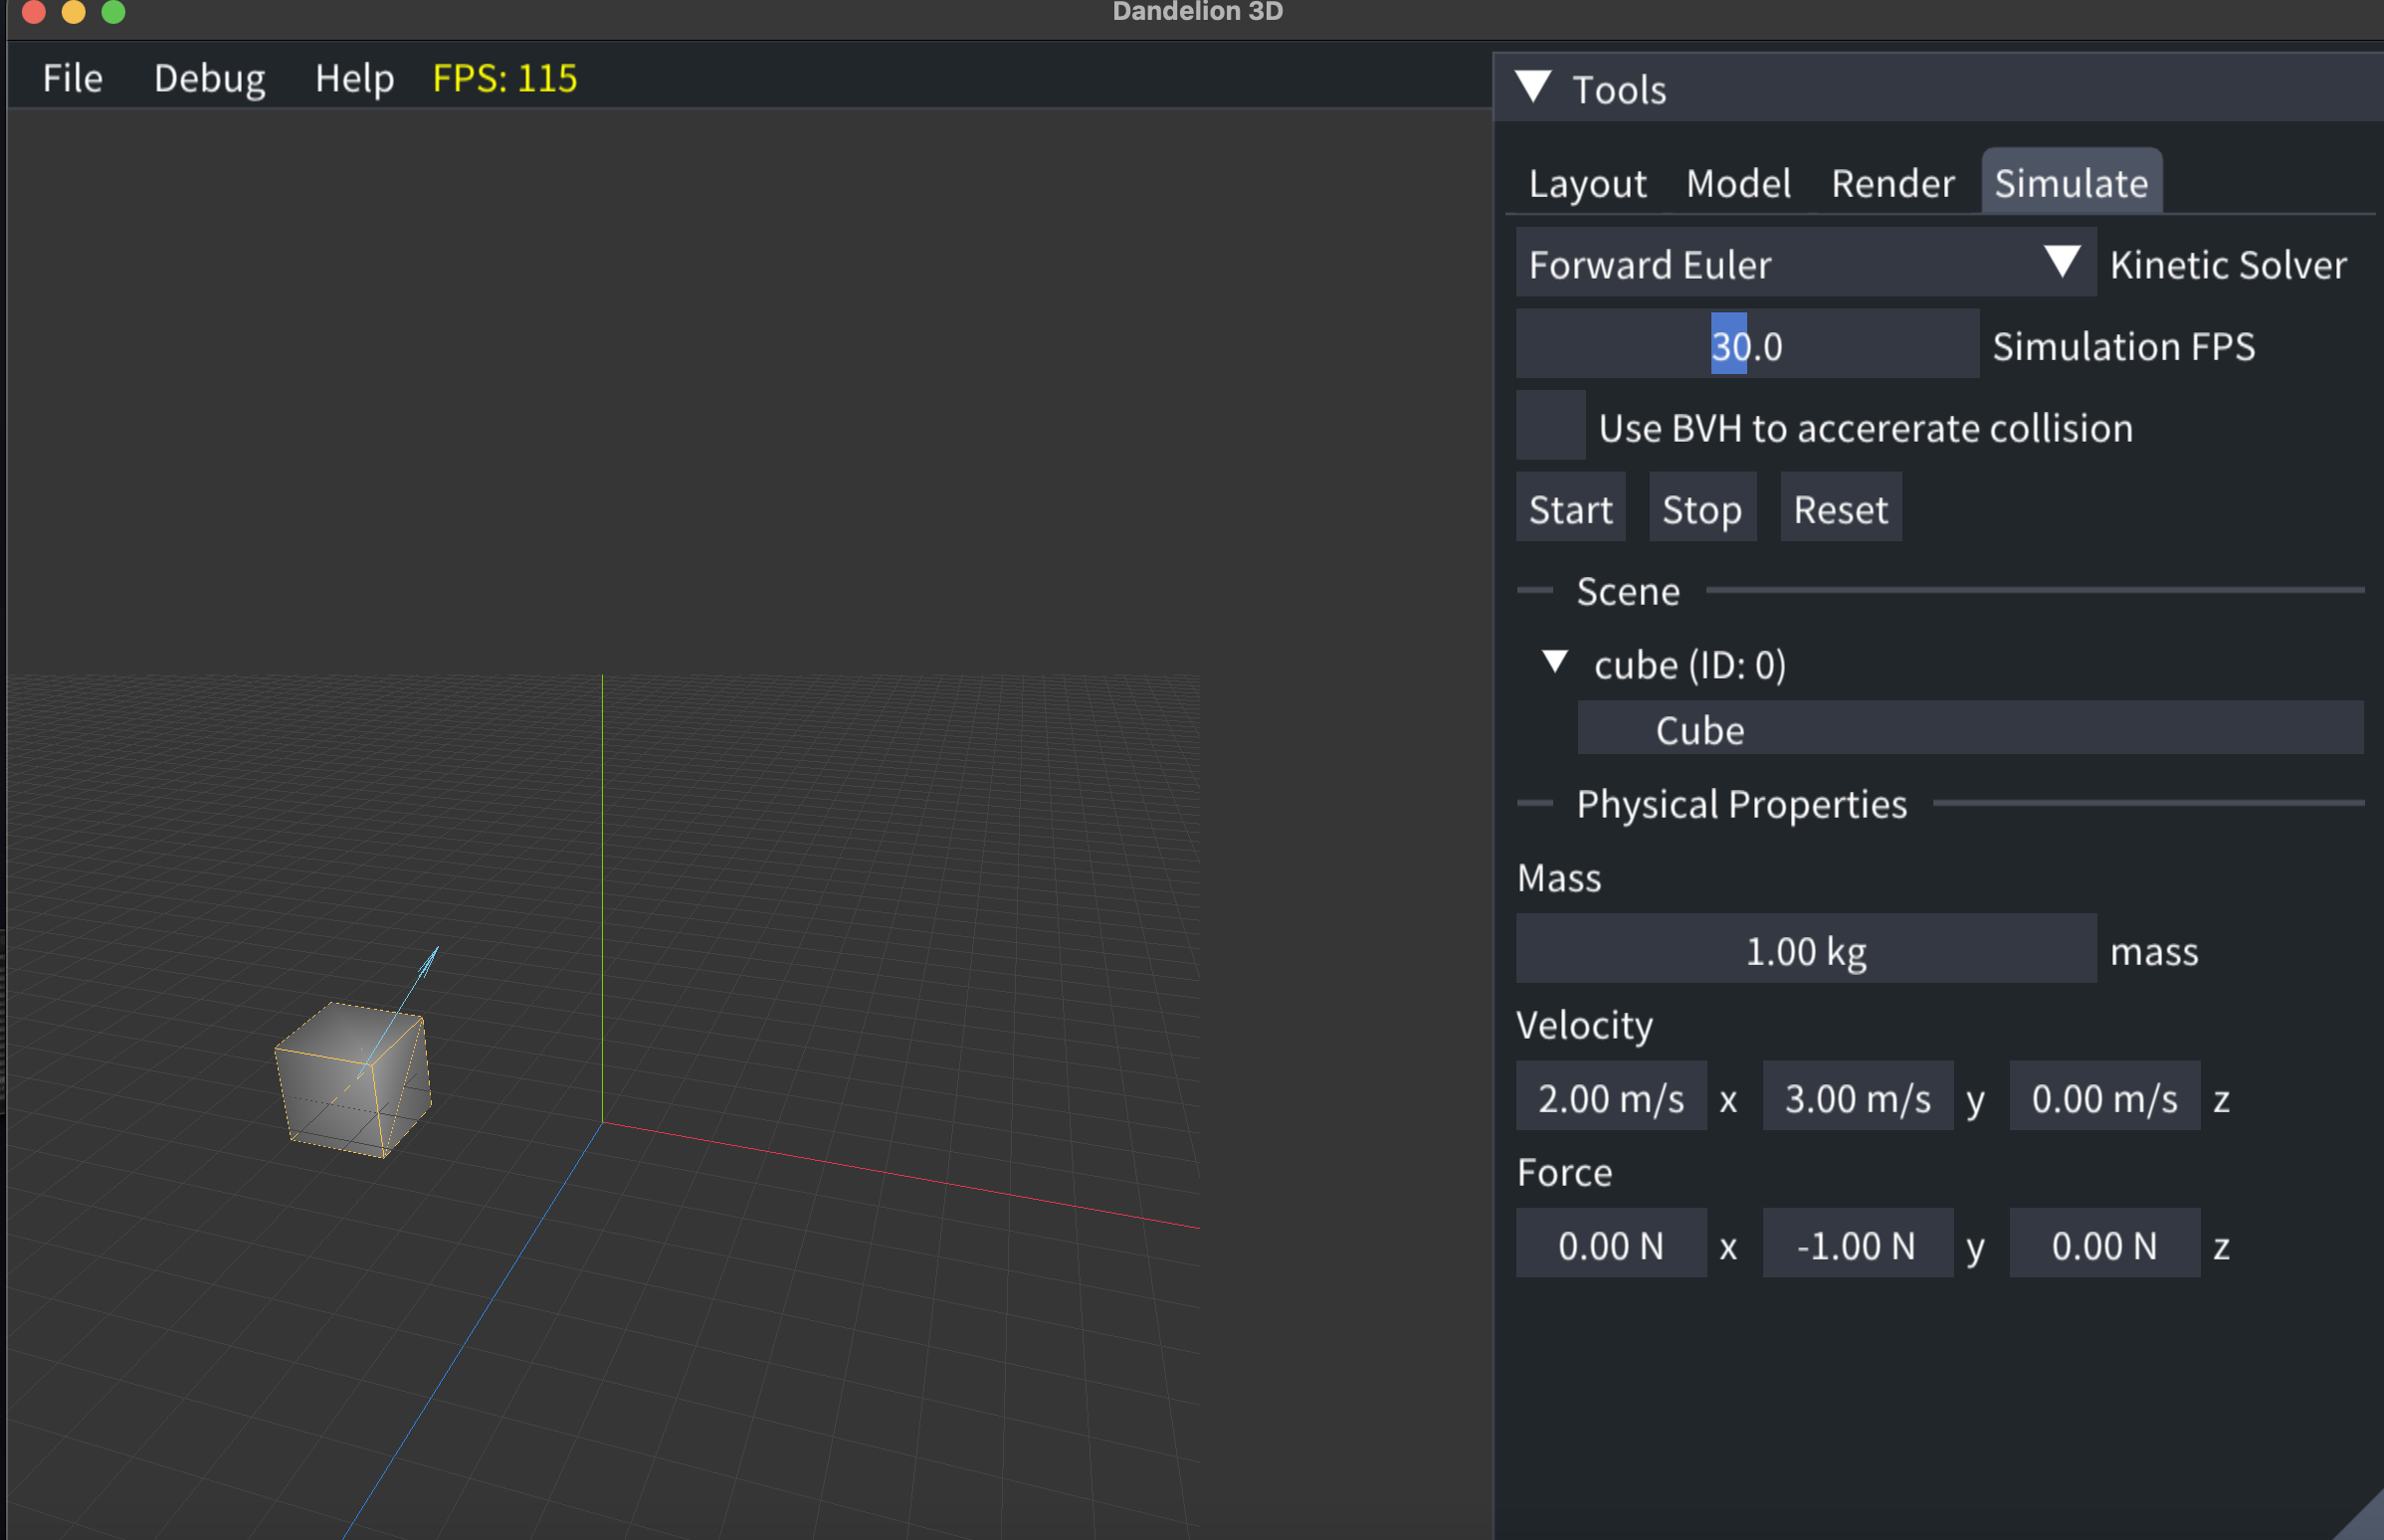 Dandelion 3D
File Debug Help FPS: 115
Tools
Layout Model Render Simulate
Forward Euler Kinetic Solver
30.0 Simulation FPS
Use BVH to accererate collision
Start Stop Reset
Scene
cube (ID: 0)
Cube
Physical Properties
Mass
1.00 kg mass
Velocity
2.00 m/s x 3.00 m/s y 0.00 m/s z
Force
0.00 N x -1.00 N y 0.00 N z